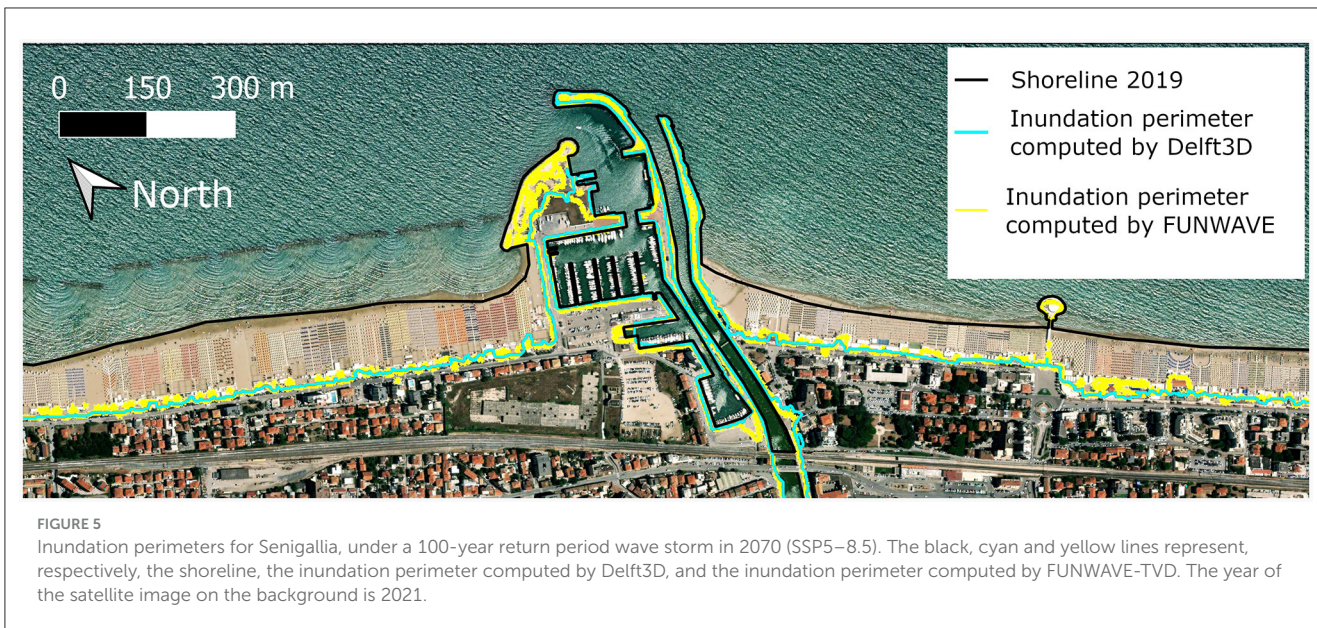 0 150 300 m
North
Shoreline 2019
Inundation perimeter
computed by Delft3D
Inundation perimeter
computed by FUNWAVE
FIGURE 5
Inundation perimeters for Senigallia, under a 100-year return period wave storm in 2070 (SSP5–8.5). The black, cyan and yellow lines represent,
respectively, the shoreline, the inundation perimeter computed by Delft3D, and the inundation perimeter computed by FUNWAVE-TVD. The year of
the satellite image on the background is 2021.